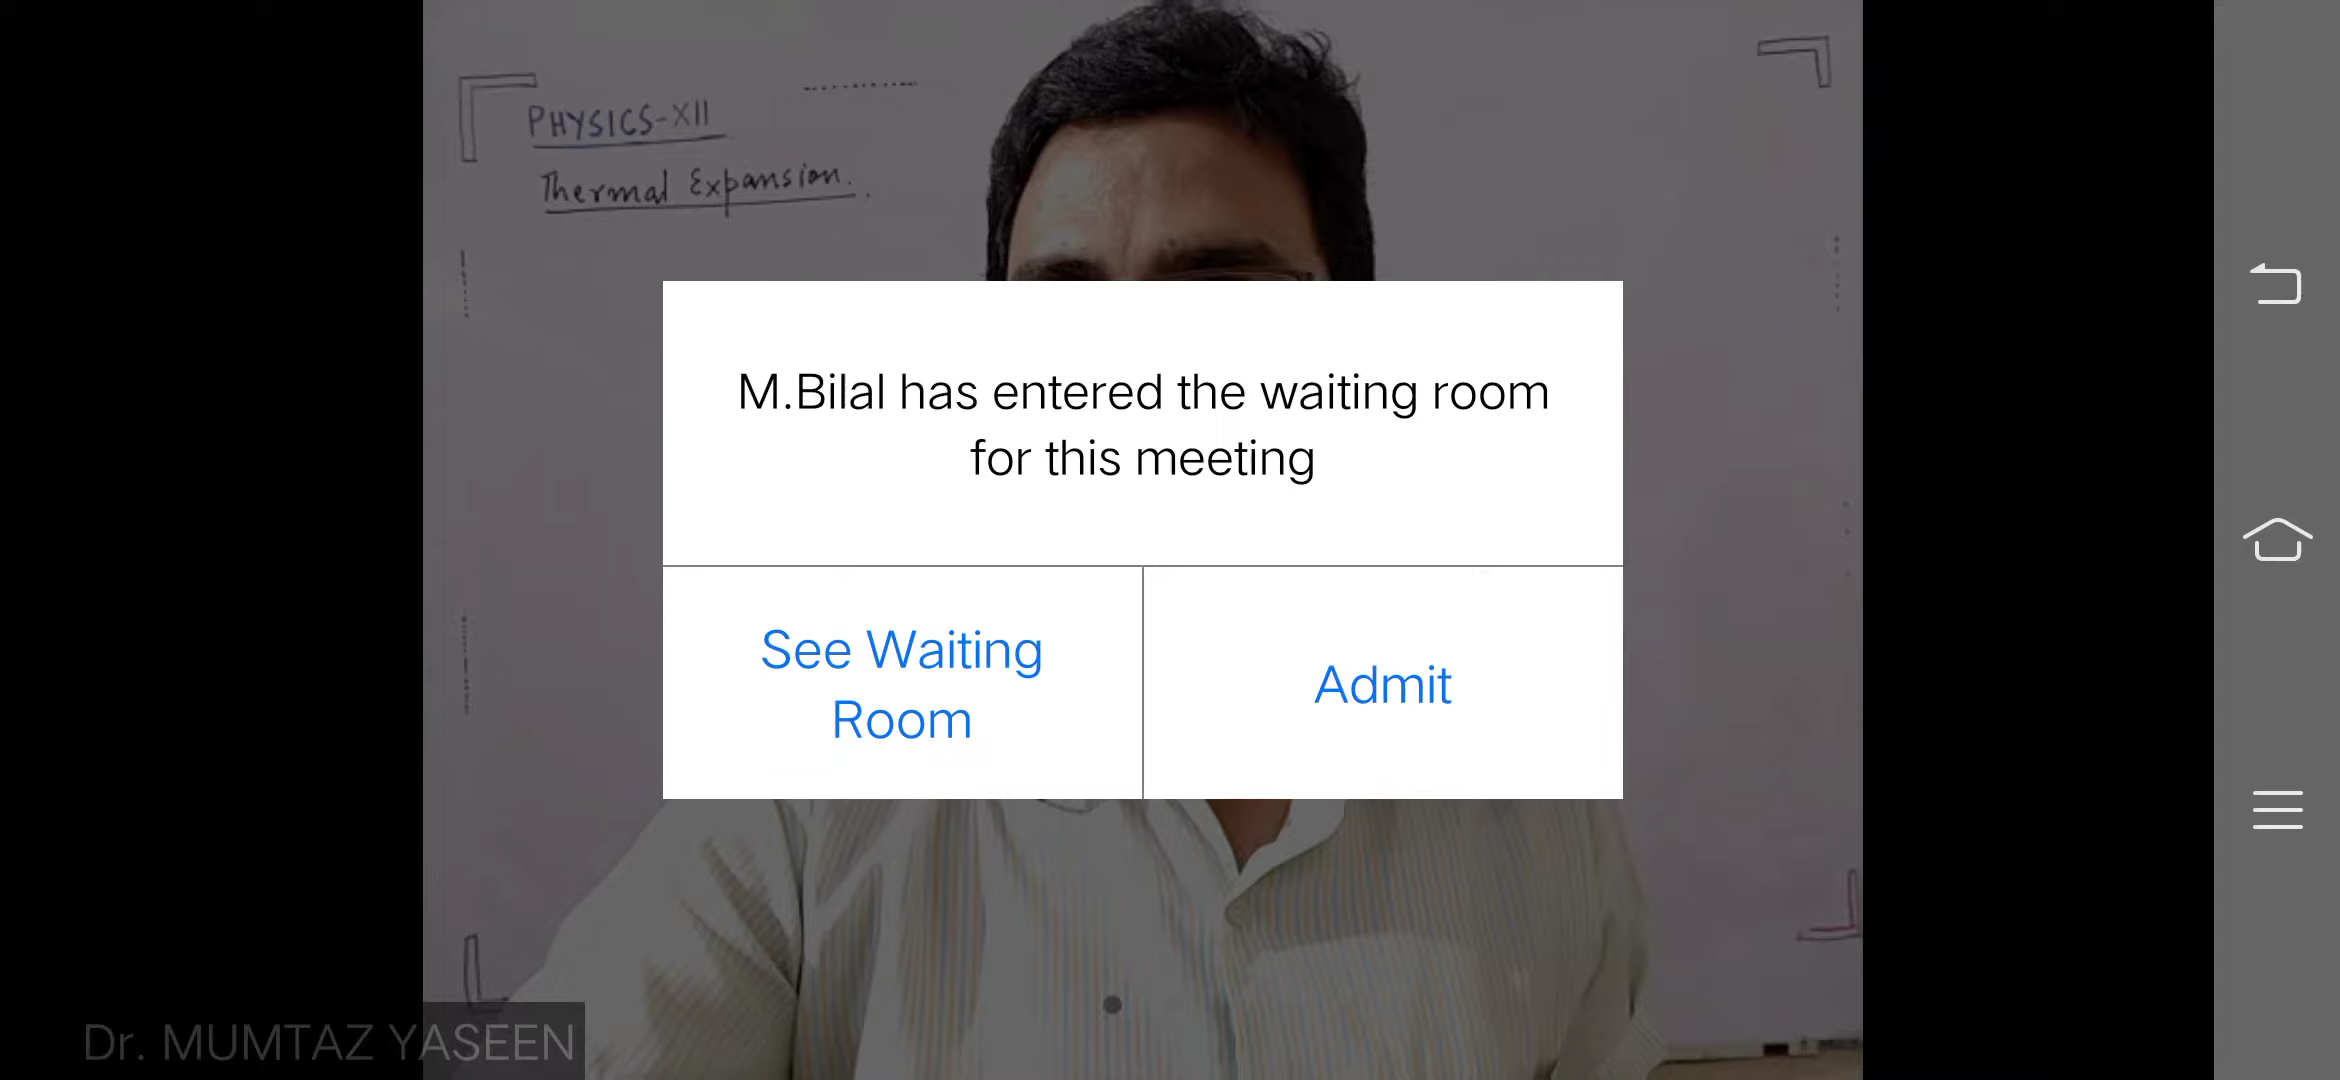 PHYSICS-XII
Thermal Expansion.
M.Bilal has entered the waiting room
for this meeting
See Waiting
Room
Admit
Dr. MUMTAZ YASEEN